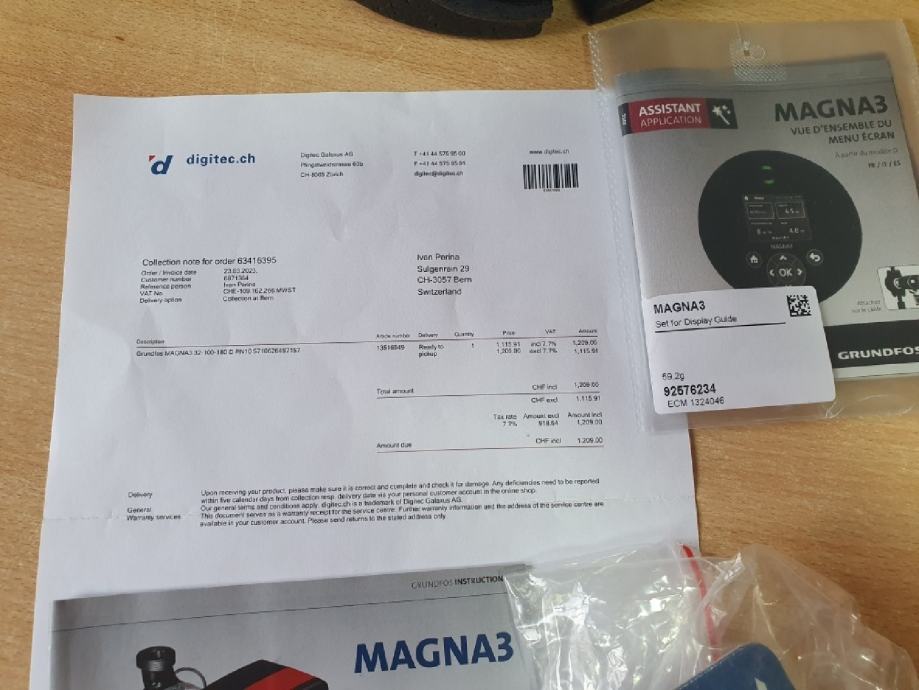 digitec.ch
Digitec Galaxus AG
Pfingstweidstrasse 60b
CH-8005 Zürich
T +41 44 575 95 00
F +41 44 575 95 91
digitec@digitec.ch
www.digitec.ch
Collection note for order 63416395
Order / Invoice date 23.03.2023,
Customer number 6871364
Reference person Ivan Perina
VAT No CHE-109.162.266 MWST
Delivery option Collection at Bern
Ivan Perina
Sulgenrain 29
CH-3057 Bern
Switzerland
Description Article number Delivery Quantity Price VAT Amount
Grundfos MAGNA3 32-100-180 D PN10 Ready to pickup 1 1,115.91 incl 7.7% 1,209.00
1,209.00 excl 7.7% 1,115.91
Total amount CHF incl 1,209.00
CHF excl 1,115.91
Tax rate Amount excl Amount incl
7.7% 1,209.00
Amount due CHF incl 1,209.00
Delivery Upon receiving your product, please make sure it is correct and complete and check it for damage. Any deficiencies need to be reported
within five calendar days from collection resp. delivery date via your personal customer account in the online shop.
General Our general terms and conditions apply. digitec.ch is a trademark of Digitec Galaxus AG.
Warranty services This document serves as a warranty receipt for the service centre. Further warranty information and the address of the service centre are
available in your customer account. Please send returns to the stated address only.
ASSISTANT
APPLICATION
MAGNA3
VUE D'ENSEMBLE DU
MENU ÉCRAN
À partir du modèle D
FR / IT / ES
MAGNA3
OK
MAGNA3
Set for Display Guide
59.2g
92576234
ECM 1324046
GRUNDFOS
GRUNDFOS INSTRUCTION
MAGNA3